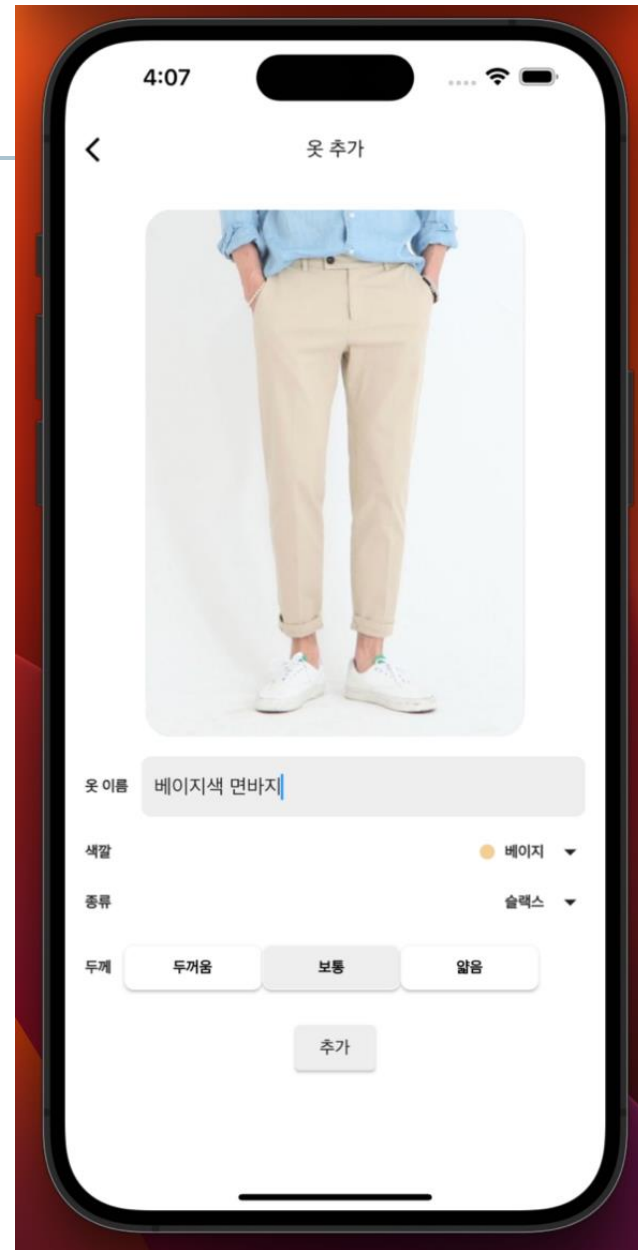 4:07
옷 추가
옷 이름 베이지색 면바지
색깔 베이지
종류 슬랙스
두께 두꺼움 보통 얇음
추가